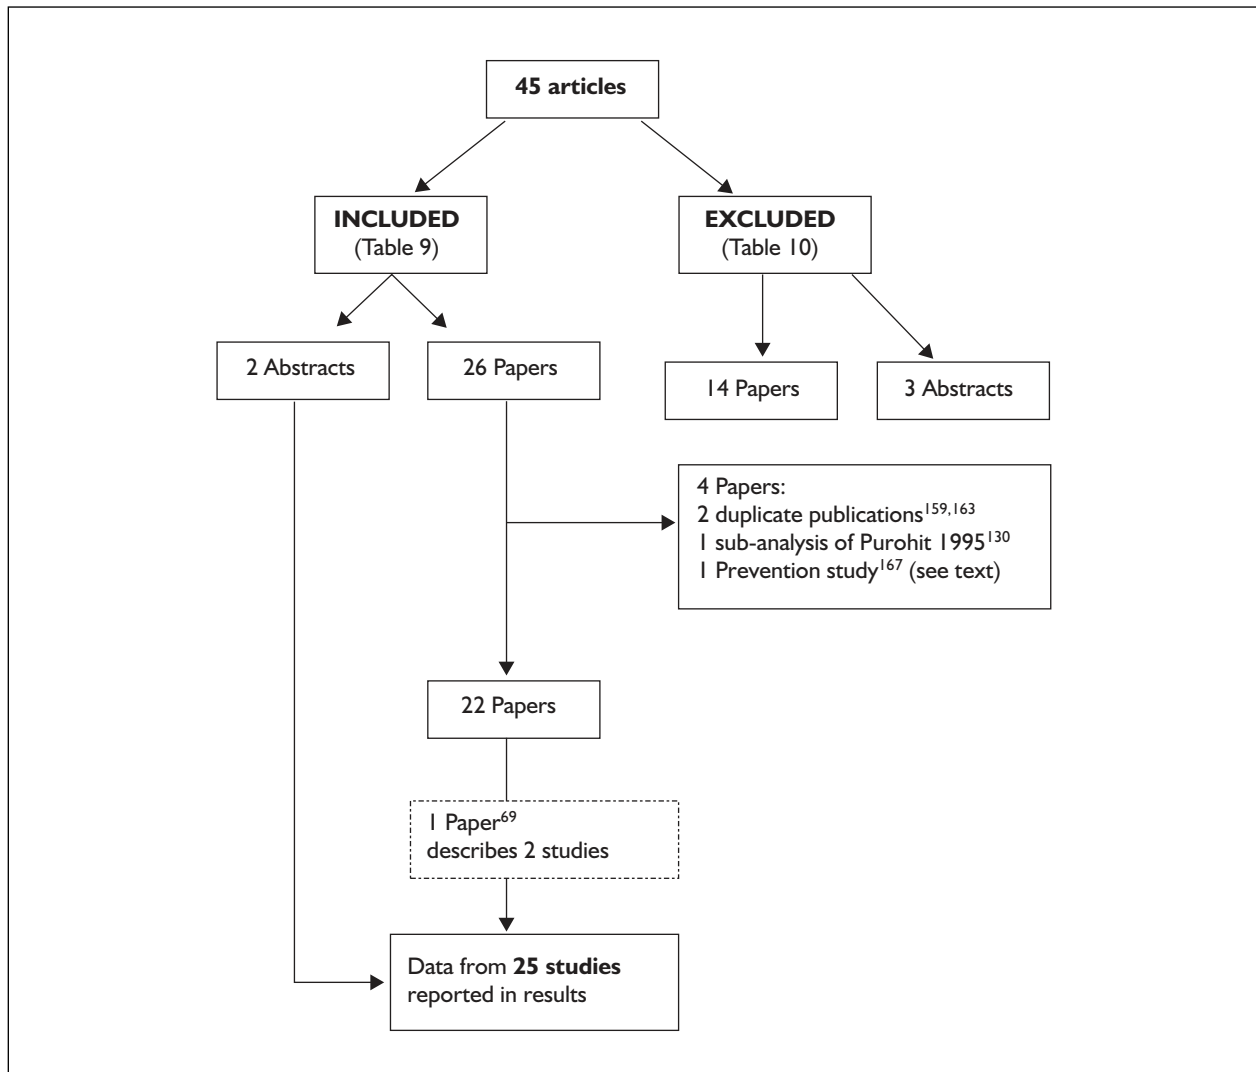 45 articles
INCLUDED
(Table 9)
EXCLUDED
(Table 10)
2 Abstracts
26 Papers
14 Papers
3 Abstracts
4 Papers:
2 duplicate publications159,163
1 sub-analysis of Purohit 1995130
1 Prevention study167 (see text)
22 Papers
1 Paper69
describes 2 studies
Data from 25 studies
reported in results